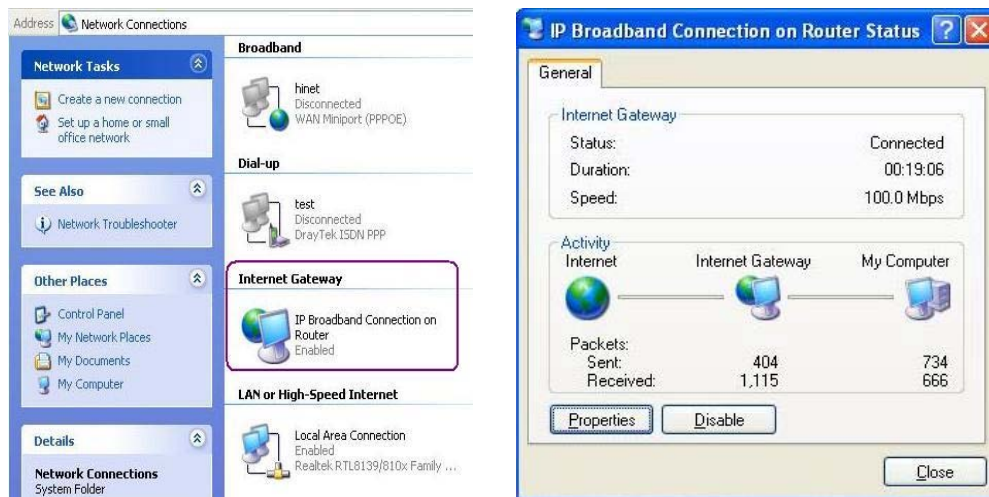 Address Network Connections
Network Tasks
Create a new connection
Set up a home or small
office network
See Also
Network Troubleshooter
Other Places
Control Panel
My Network Places
My Documents
My Computer
Details
Network Connections
System Folder
Broadband
hinet
Disconnected
WAN Miniport (PPPOE)
Dial-up
test
Disconnected
DrayTek ISDN PPP
Internet Gateway
IP Broadband Connection on
Router
Enabled
LAN or High-Speed Internet
Local Area Connection
Enabled
Realtek RTL8139/810x Family ...
IP Broadband Connection on Router Status
General
Internet Gateway
Status: Connected
Duration: 00:19:06
Speed: 100.0 Mbps
Activity
Internet Internet Gateway My Computer
Packets:
Sent: 404 734
Received: 1,115 666
Properties Disable
Close